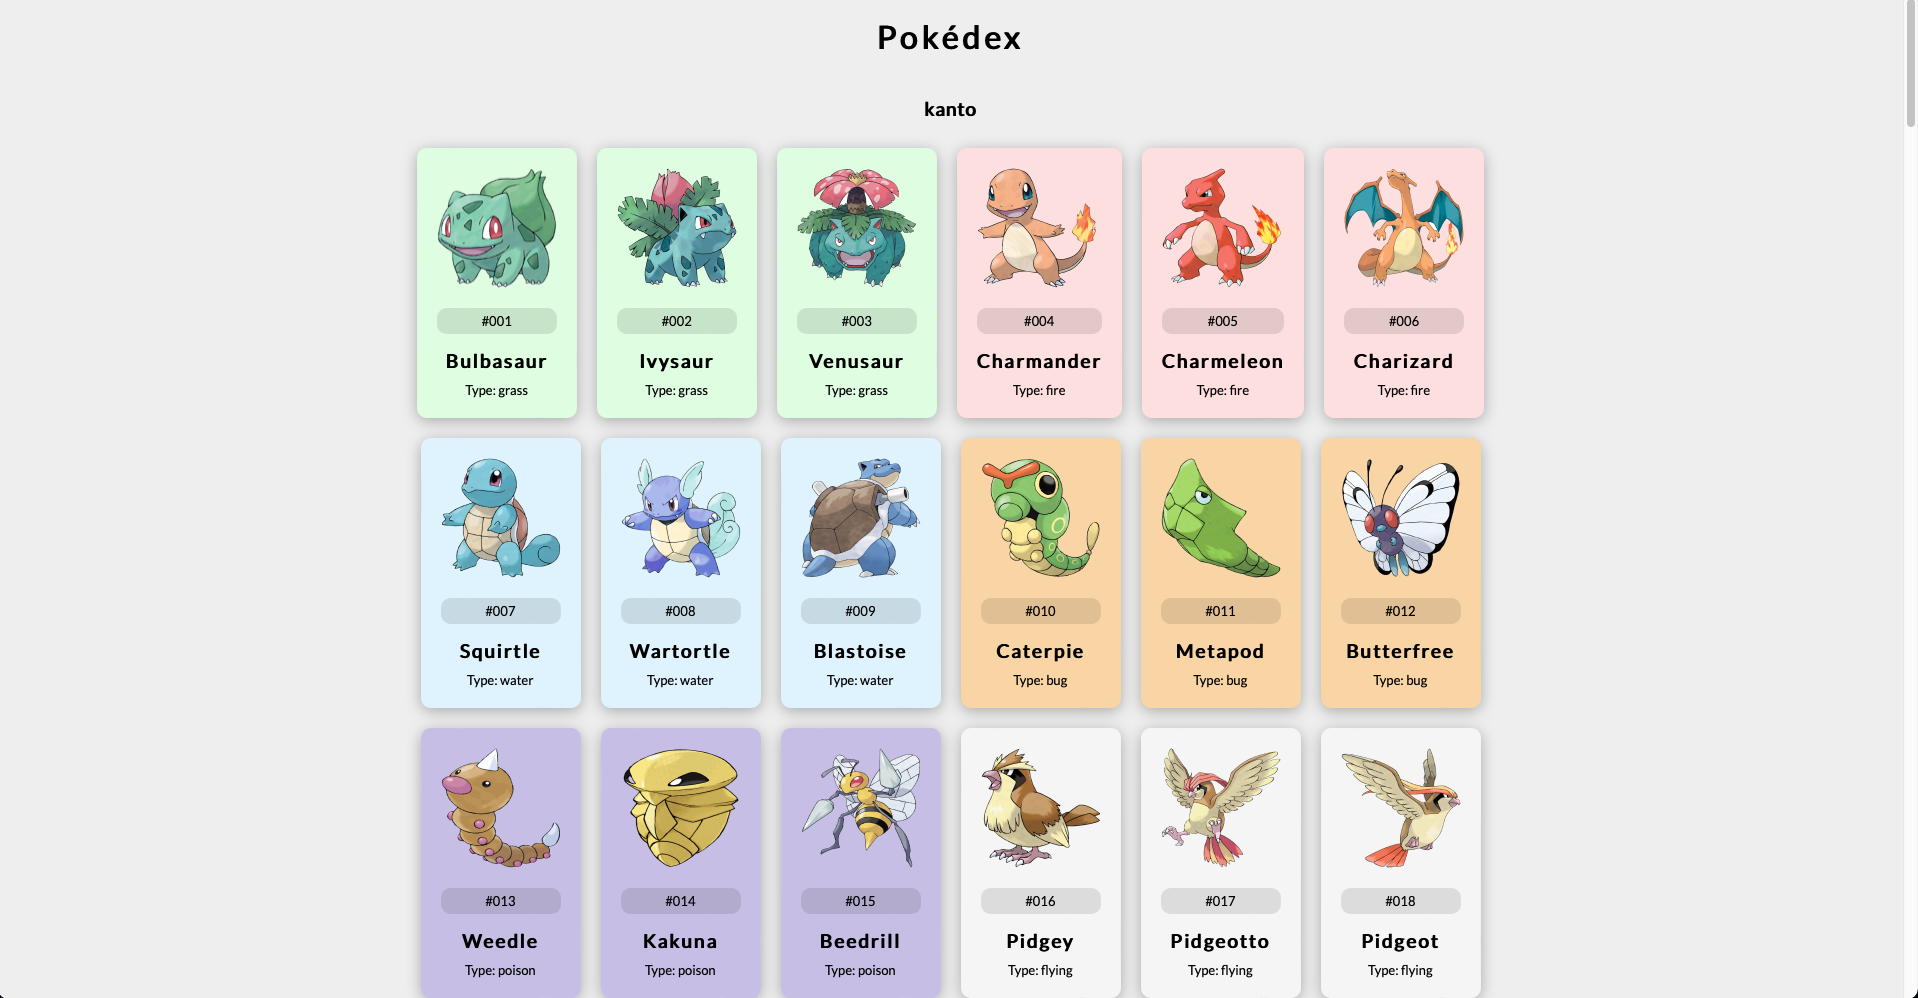 Pokédex
kanto
#001
#002
#003
#004
#005
#006
Bulbasaur
Ivysaur
Venusaur
Charmander
Charmeleon
Charizard
Type: grass
Type: grass
Type: grass
Type: fire
Type: fire
Type: fire
#007
#008
#009
#010
#011
#012
Squirtle
Wartortle
Blastoise
Caterpie
Metapod
Butterfree
Type: water
Type: water
Type: water
Type: bug
Type: bug
Type: bug
#013
#014
#015
#016
#017
#018
Weedle
Kakuna
Beedrill
Pidgey
Pidgeotto
Pidgeot
Type: poison
Type: poison
Type: poison
Type: flying
Type: flying
Type: flying